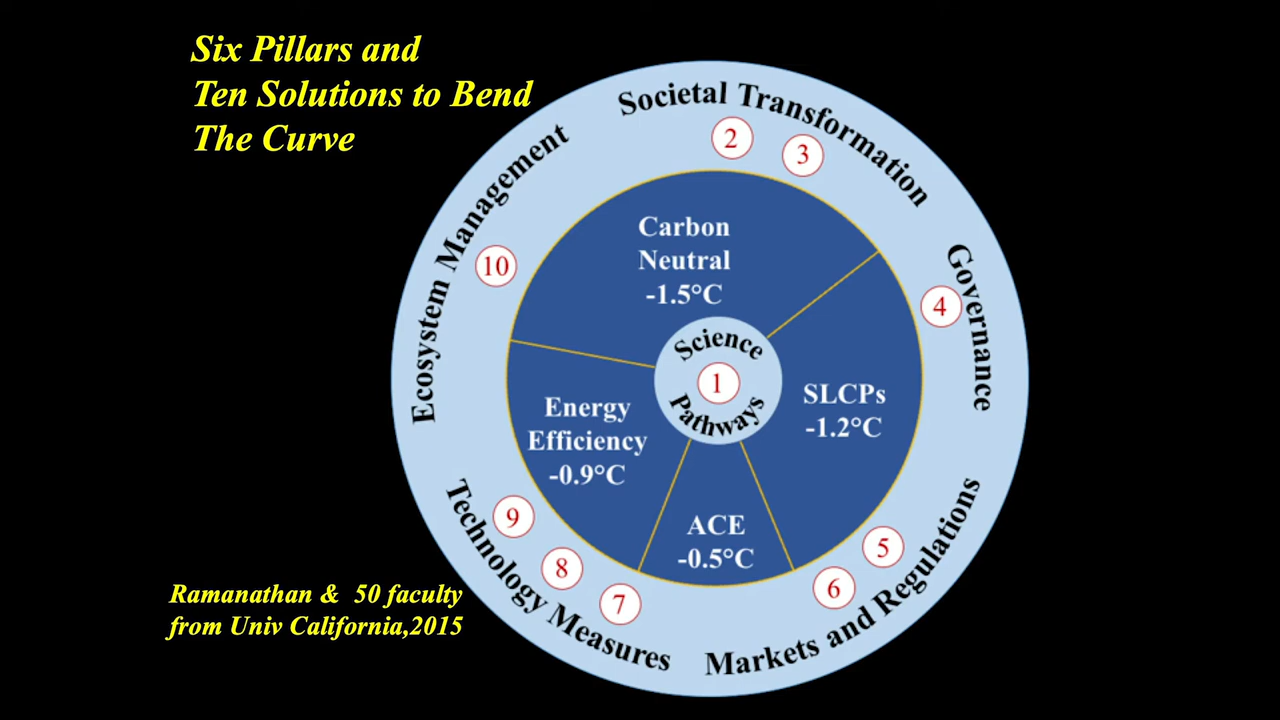 Six Pillars and
Ten Solutions to Bend
The Curve
Societal Transformation
2
3
Ecosystem Management
10
Governance
4
Carbon
Neutral
-1.5°C
Science
1
Pathways
SLCPs
-1.2°C
Energy
Efficiency
-0.9°C
ACE
-0.5°C
9
8
7
Technology Measures
5
6
Markets and Regulations
Ramanathan & 50 faculty
from Univ California,2015